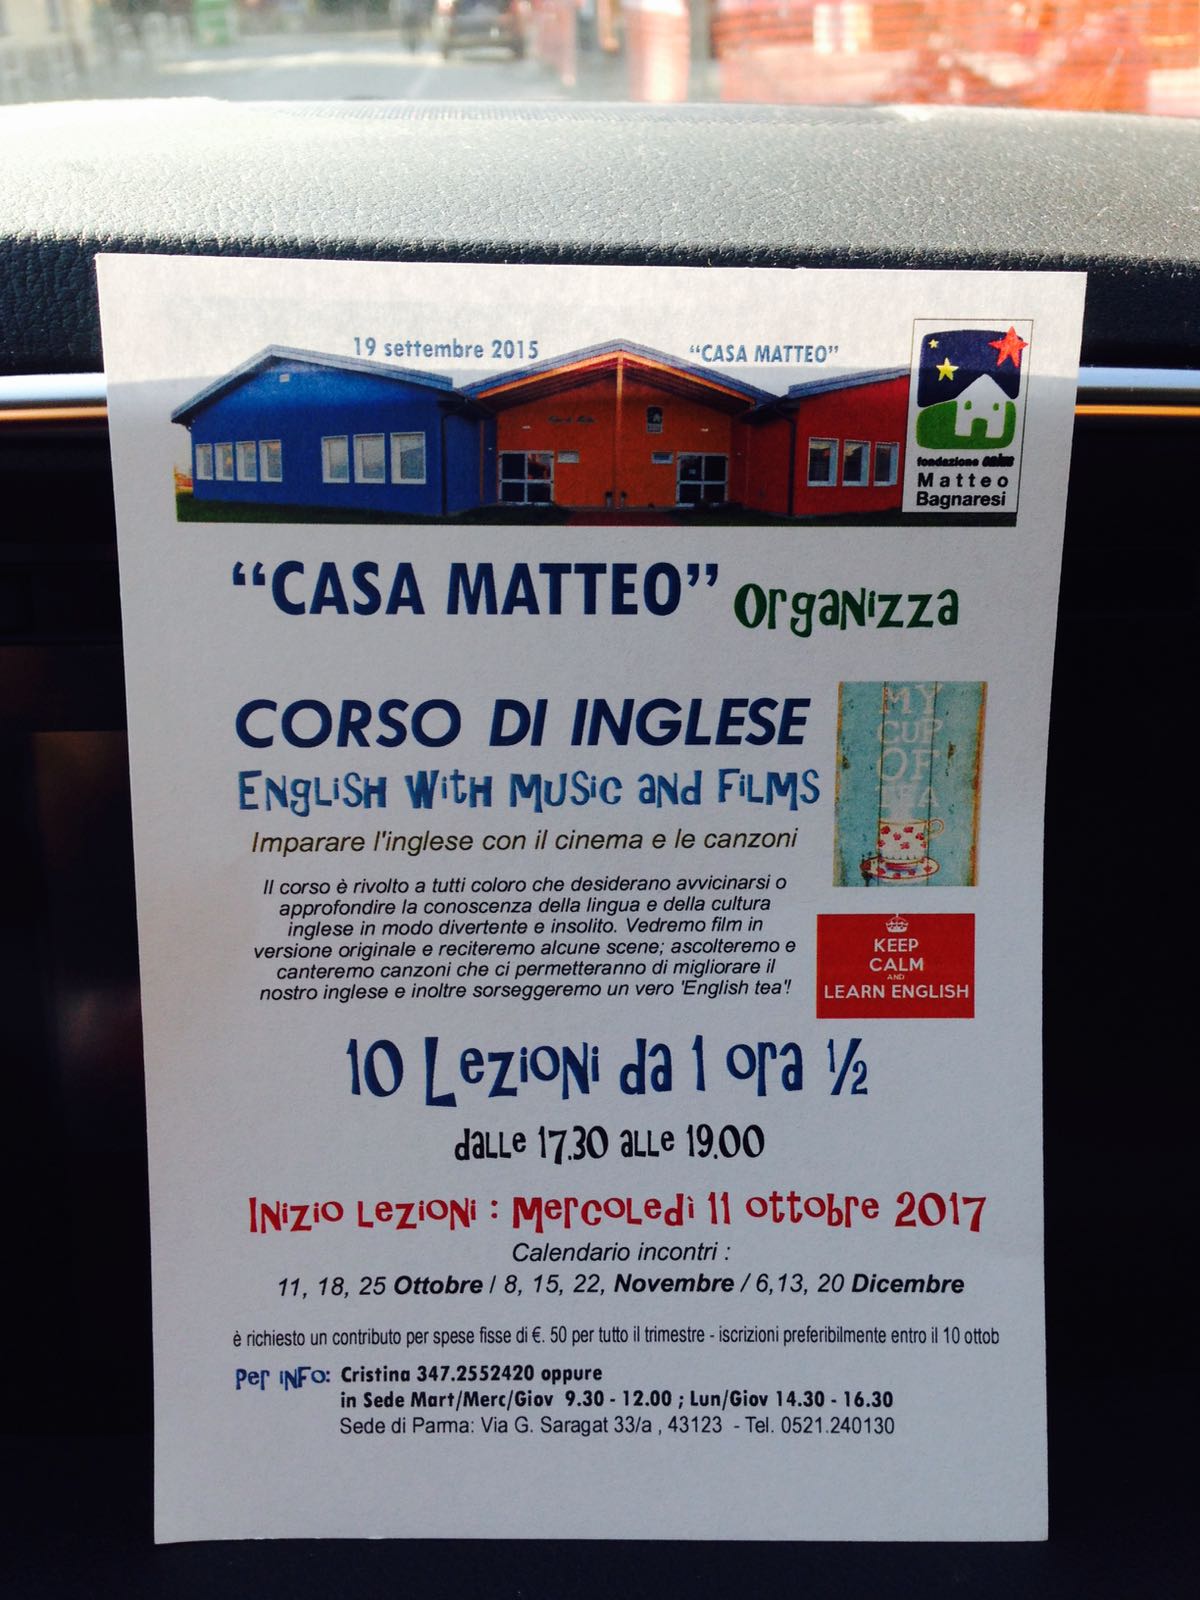 19 settembre 2015
"CASA MATTEO"
fondazione onlus
Matteo
Bagnaresi
"CASA MATTEO" Organizza
CORSO DI INGLESE
ENGLISH WITH MUSIC AND FILMS
Imparare l'inglese con il cinema e le canzoni
MY
CUP
OF
TEA
Il corso è rivolto a tutti coloro che desiderano avvicinarsi o
approfondire la conoscenza della lingua e della cultura
inglese in modo divertente e insolito. Vedremo film in
versione originale e reciteremo alcune scene; ascolteremo e
canteremo canzoni che ci permetteranno di migliorare il
nostro inglese e inoltre sorseggeremo un vero 'English tea'!
KEEP
CALM
AND
LEARN ENGLISH
10 Lezioni da 1 ora ½
dalle 17.30 alle 19.00
Inizio lezioni : Mercoledì 11 ottobre 2017
Calendario incontri :
11, 18, 25 Ottobre / 8, 15, 22, Novembre / 6,13, 20 Dicembre
è richiesto un contributo per spese fisse di €. 50 per tutto il trimestre - iscrizioni preferibilmente entro il 10 ottob
Per info: Cristina 347.2552420 oppure
in Sede Mart/Merc/Giov 9.30 - 12.00 ; Lun/Giov 14.30 - 16.30
Sede di Parma: Via G. Saragat 33/a , 43123 - Tel. 0521.240130